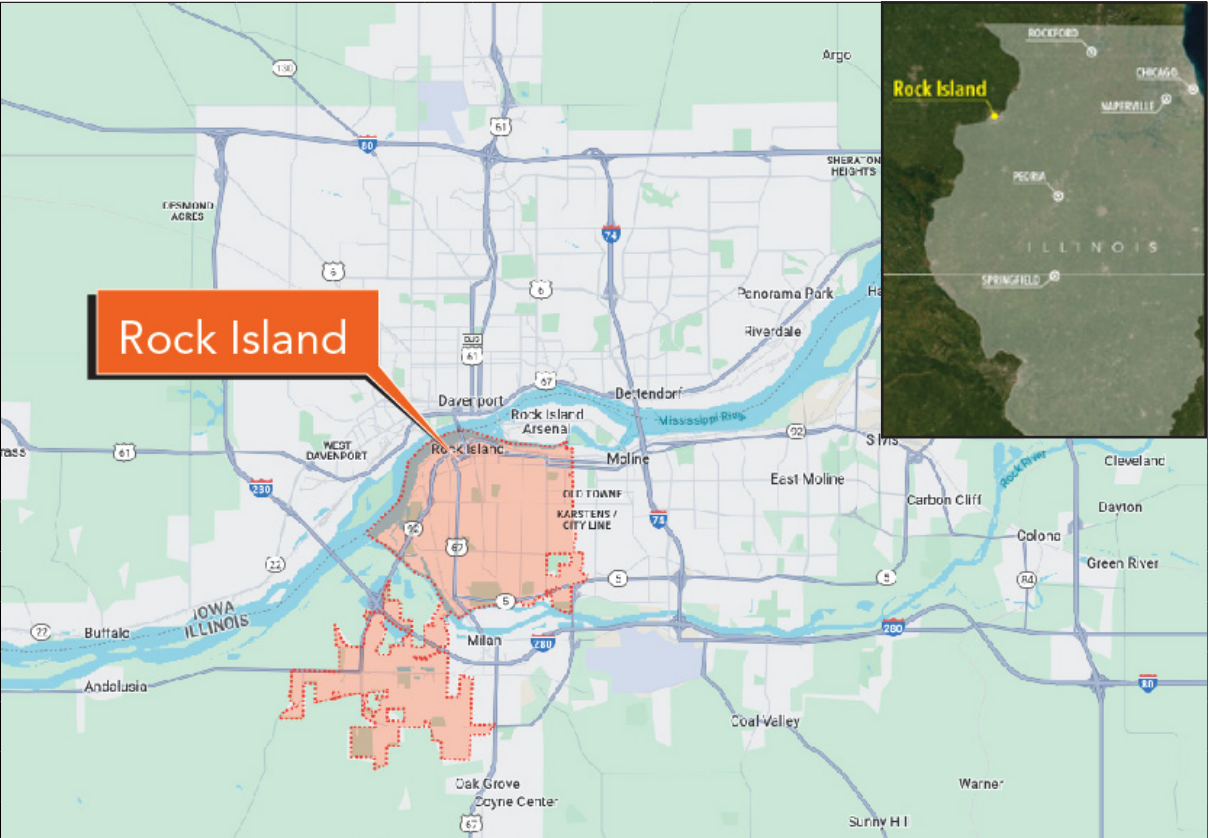 Argo
130
61
80
SHERATON
HEIGHTS
DESMOND
ACRES
74
6
6
Panorama Park
Riverdale
Rock Island
BUS
61
67
Bettendorf
Davenport
Rock Island
Arsenal
Mississippi River
92
61
WEST
DAVENPORT
Rock Island
Moline
Silvis
East Moline
Rock River
Cleveland
280
OLD TOWNE
KARSTENS /
CITY LINE
74
Carbon Cliff
Dayton
92
67
Colona
Green River
22
5
5
84
5
IOWA
ILLINOIS
22
Buffalo
Milan
280
280
Andalusia
80
Coal Valley
Oak Grove
Coyne Center
67
Warner
Sunny Hill
ROCKFORD
CHICAGO
Rock Island
NAPERVILLE
PEORIA
ILLINOIS
SPRINGFIELD